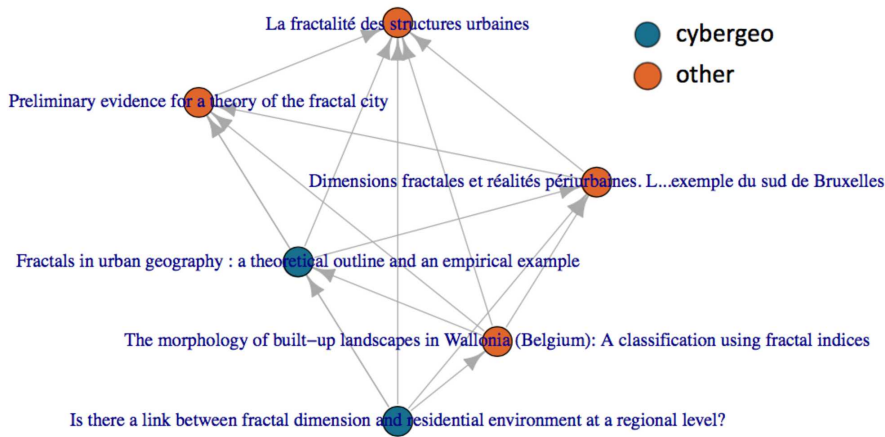 La fractalité des structures urbaines
cybergeo
other
Preliminary evidence for a theory of the fractal city
Dimensions fractales et réalités périurbaines. L...exemple du sud de Bruxelles
Fractals in urban geography : a theoretical outline and an empirical example
The morphology of built−up landscapes in Wallonia (Belgium): A classification using fractal indices
Is there a link between fractal dimension and residential environment at a regional level?